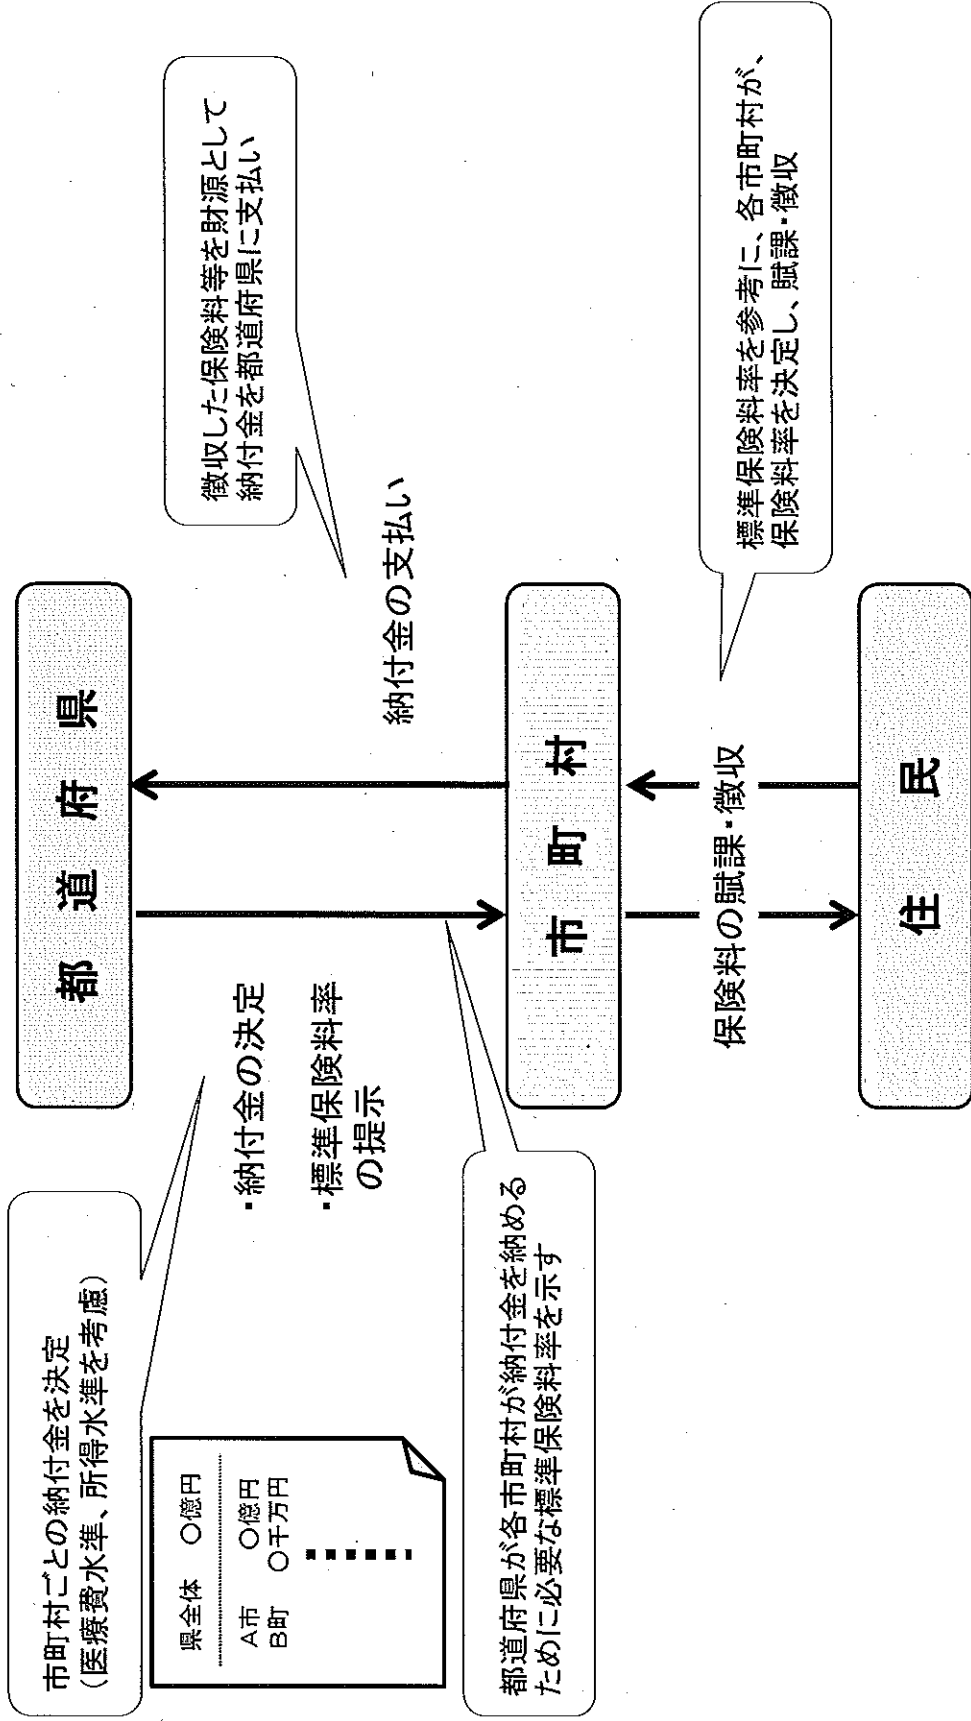 都道府県
市町村ごとの納付金を決定
（医療費水準、所得水準を考慮）
県全体　○億円
A市　○億円
B町　○千万円
・納付金の決定
・標準保険料率
の提示
都道府県が各市町村が納付金を納める
ために必要な標準保険料率を示す
納付金の支払い
徴収した保険料等を財源として
納付金を都道府県に支払い
市町村
保険料の賦課・徴収
標準保険料率を参考に、各市町村が、
保険料率を決定し、賦課・徴収
住民